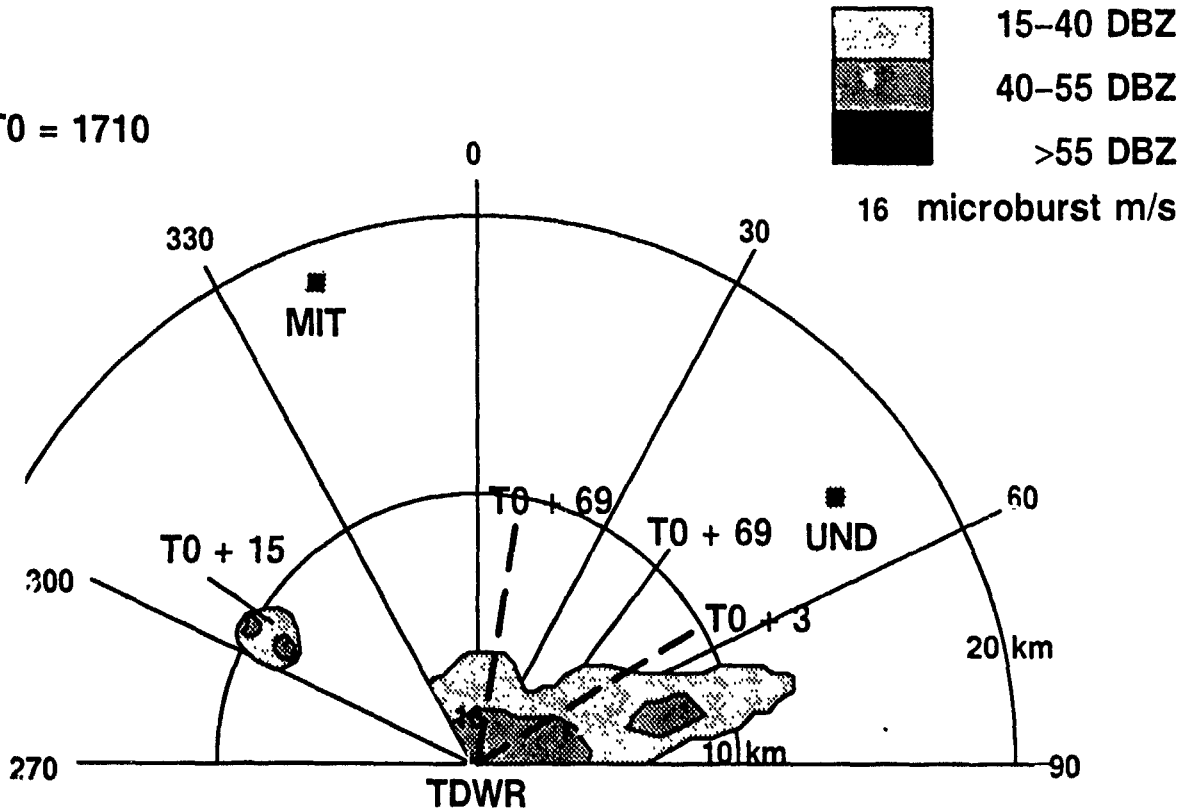 15–40 DBZ
40–55 DBZ
>55 DBZ
16 microburst m/s
T0 = 1710
0
330
30
MIT
T0 + 69
60
T0 + 69
UND
T0 + 15
300
T0 + 3
20 km
10 km
270
90
TDWR